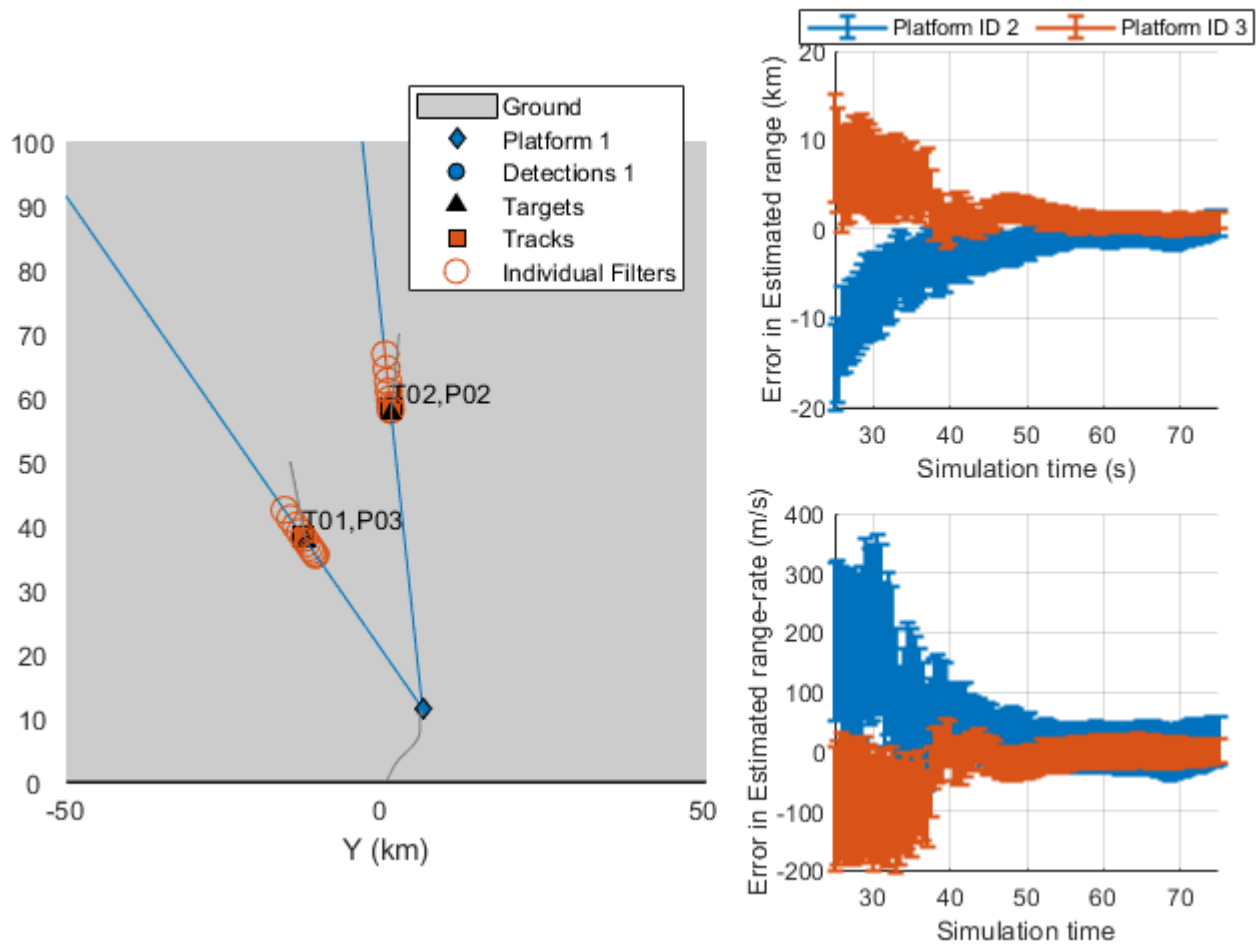 Ground
Platform 1
Detections 1
Targets
Tracks
Individual Filters
100
90
80
70
60
50
40
30
20
10
0
T02,P02
T01,P03
-50
0
50
Y (km)
Platform ID 2
Platform ID 3
Error in Estimated range (km)
20
10
0
-10
-20
30
40
50
60
70
Simulation time (s)
Error in Estimated range-rate (m/s)
400
300
200
100
0
-100
-200
30
40
50
60
70
Simulation time